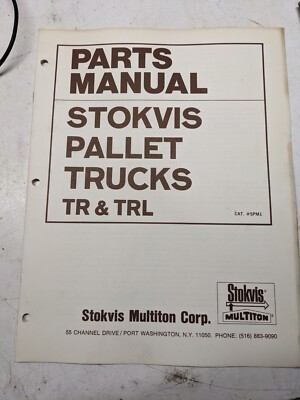 PARTS
MANUAL
STOKVIS
PALLET
TRUCKS
TR & TRL
CAT. #SPM1
Stokvis Multiton Corp.
Stokvis
MULTITON
55 CHANNEL DRIVE / PORT WASHINGTON, N.Y. 11050. PHONE: (516) 883-9090